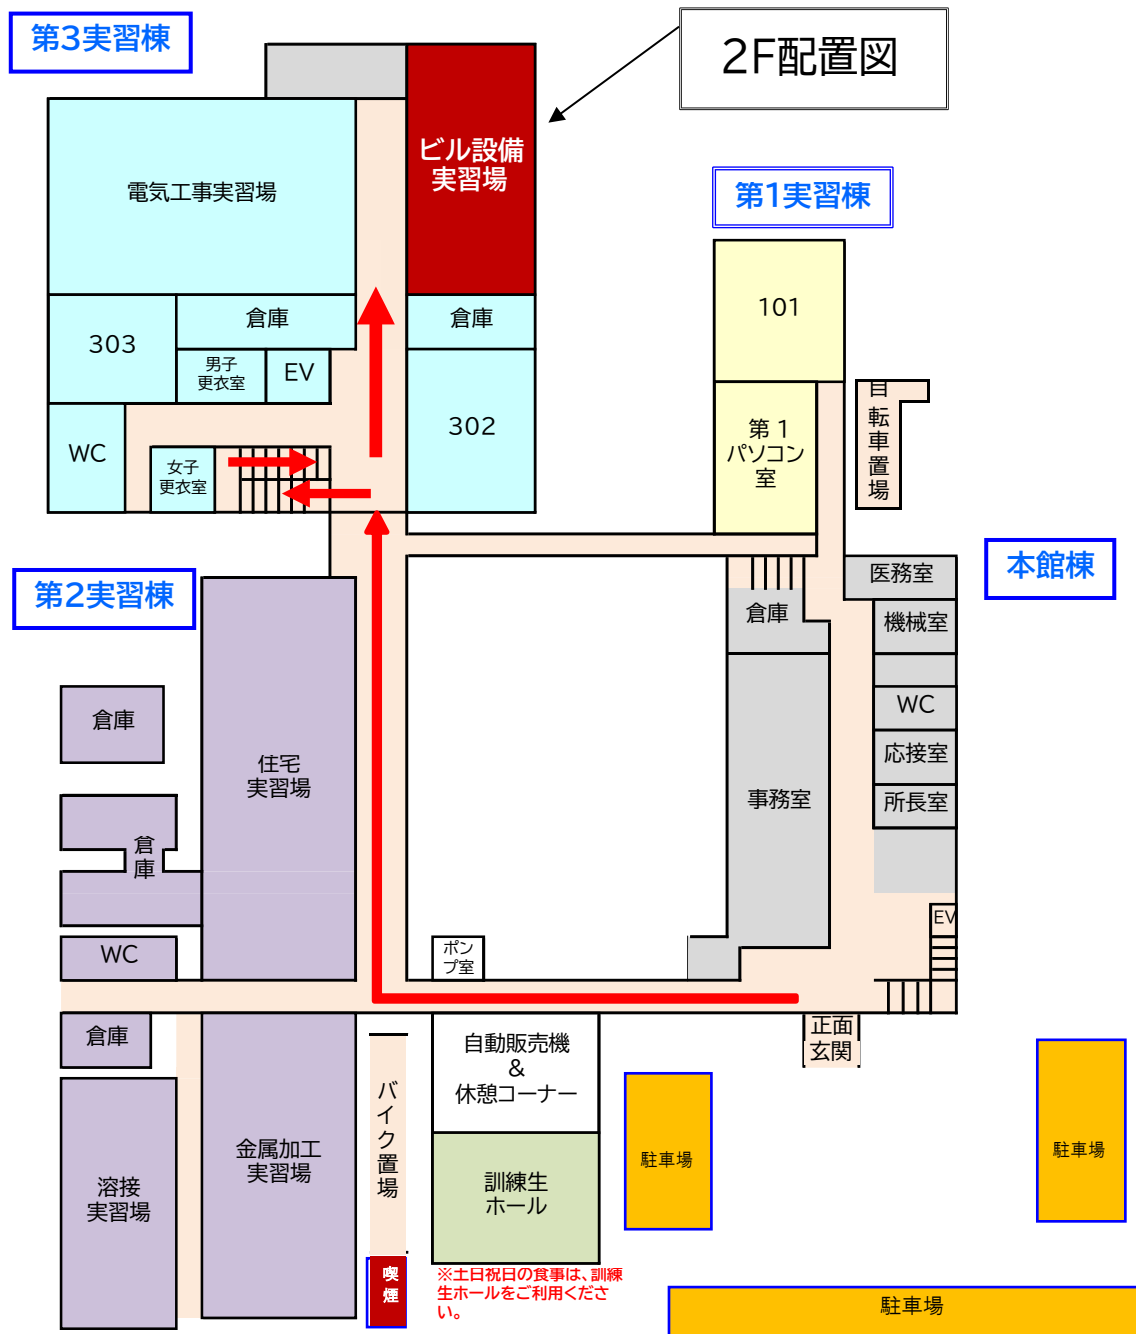 第3実習棟
2F配置図
ビル設備
実習場
電気工事実習場
第1実習棟
101
倉庫
倉庫
303
男子
更衣室
EV
302
WC
女子
更衣室
第1
パソコン
室
自
転
車
置
場
第2実習棟
本館棟
医務室
倉庫
機械室
WC
倉庫
住宅
実習場
応接室
事務室
所長室
倉
庫
EV
WC
ポン
プ室
倉庫
自動販売機
&
休憩コーナー
正面
玄関
バ
イ
ク
置
場
金属加工
実習場
溶接
実習場
訓練生
ホール
駐車場
駐車場
喫
煙
※土日祝日の食事は、訓練
生ホールをご利用くださ
い。
駐車場